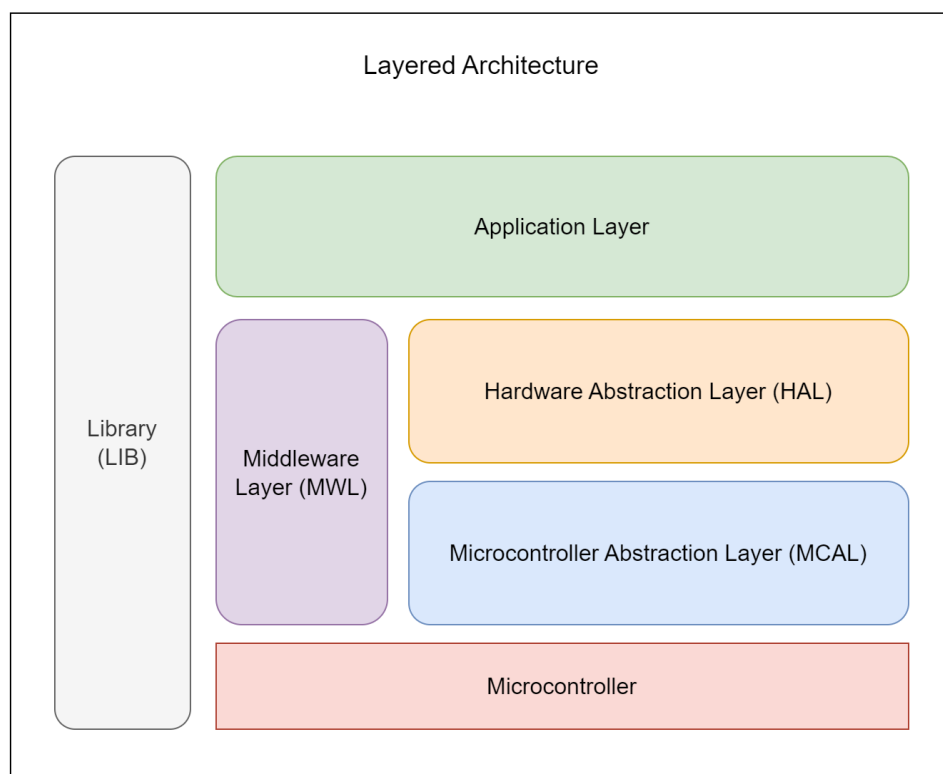 Layered Architecture
Application Layer
Library
(LIB)
Middleware
Layer (MWL)
Hardware Abstraction Layer (HAL)
Microcontroller Abstraction Layer (MCAL)
Microcontroller